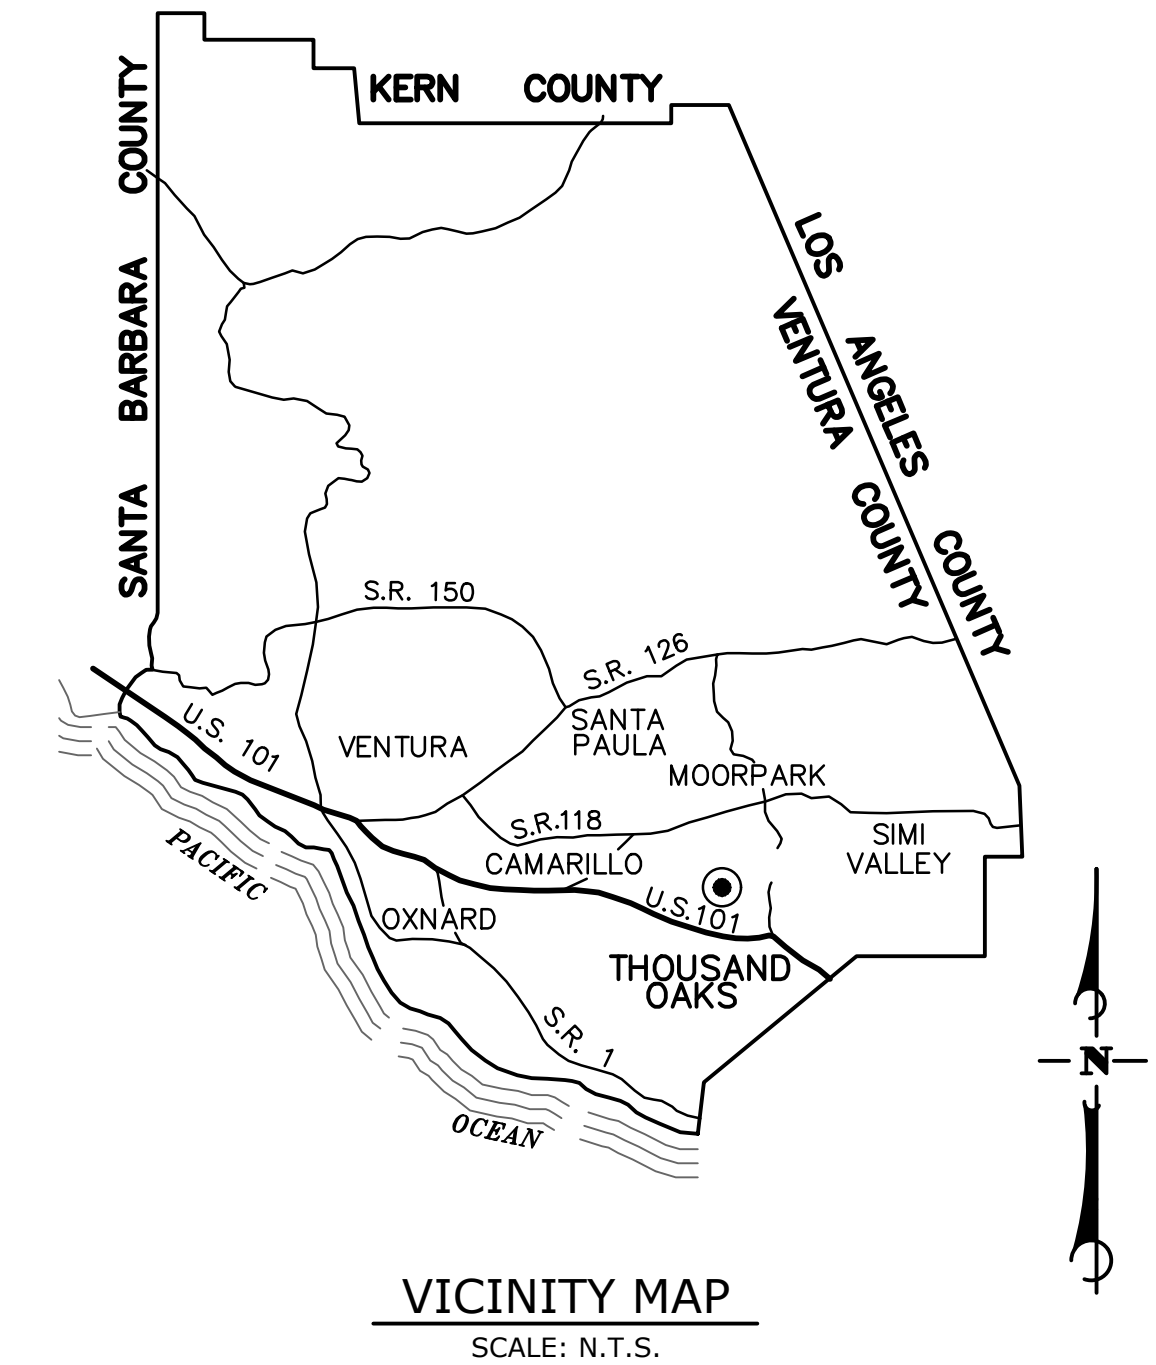 KERN COUNTY
SANTA BARBARA COUNTY
LOS ANGELES COUNTY
VENTURA COUNTY
S.R. 150
S.R. 126
U.S. 101
SANTA
PAULA
VENTURA
MOORPARK
S.R.118
SIMI
VALLEY
CAMARILLO
PACIFIC
U.S.101
OXNARD
THOUSAND
OAKS
S.R. 1
N
OCEAN
VICINITY MAP
SCALE: N.T.S.